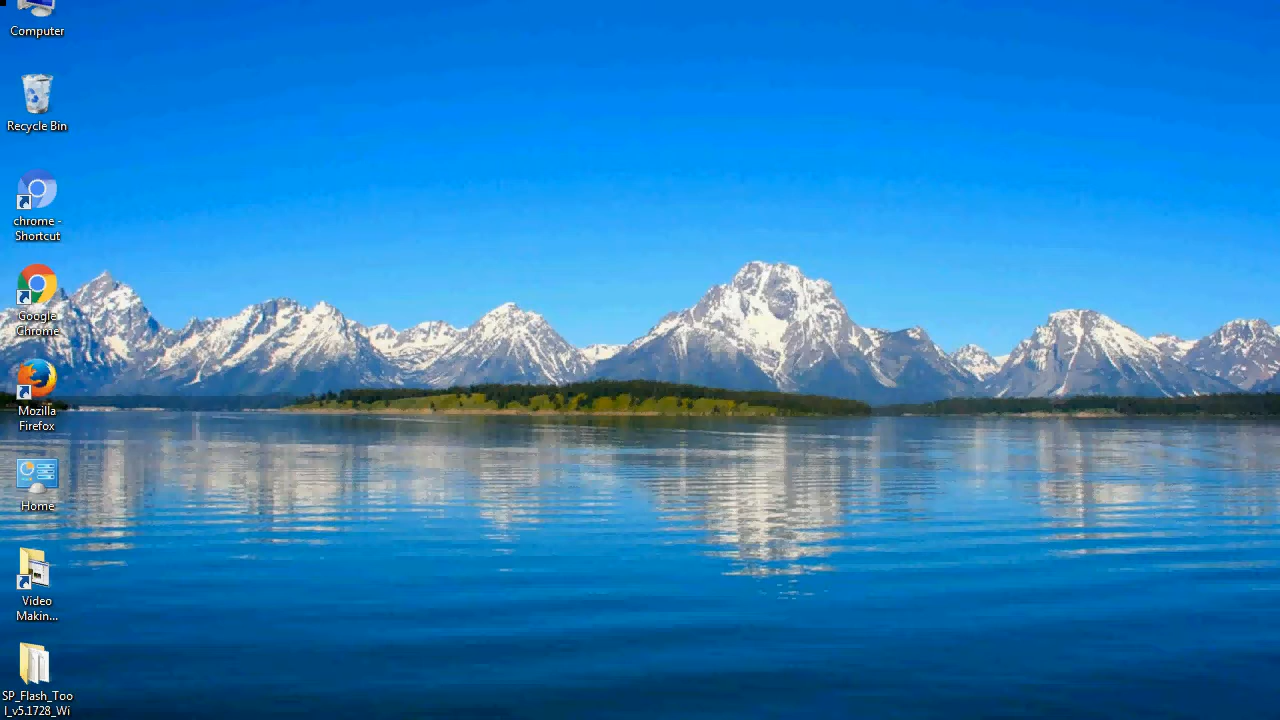 Computer
Recycle Bin
chrome -
Shortcut
Google
Chrome
Mozilla
Firefox
Home
Video
Makin...
SP_Flash_Too
l_v5.1728_Wi